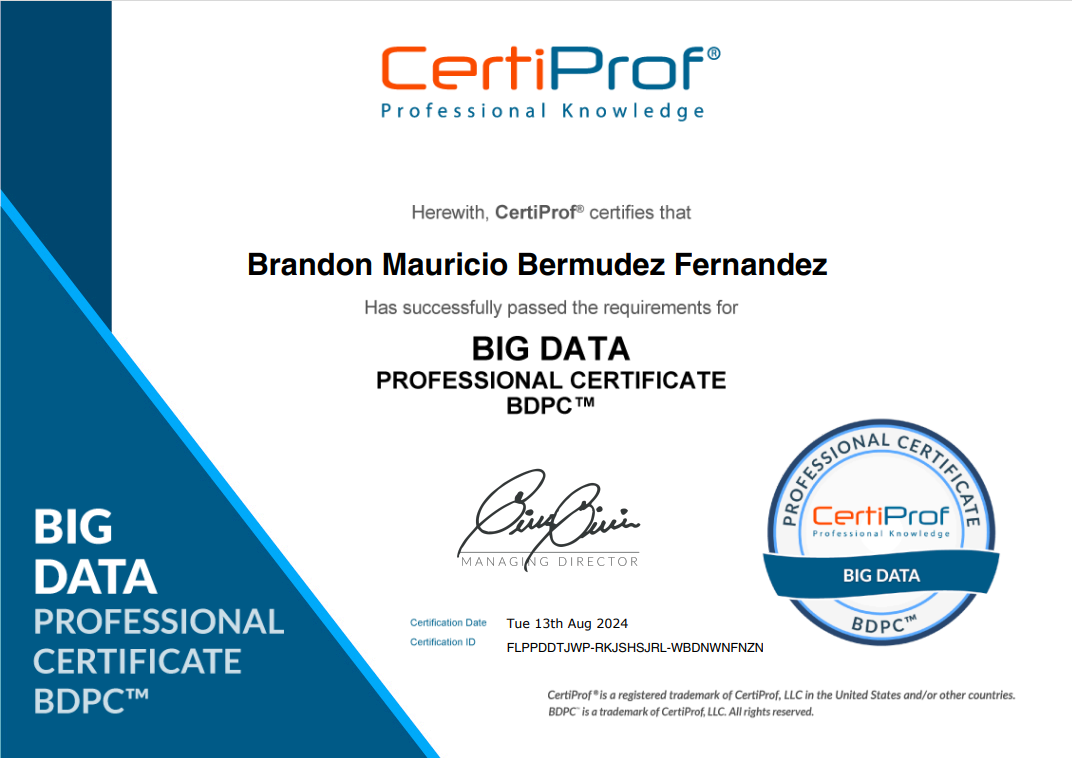 CertiProf®
Professional Knowledge
Herewith, CertiProf® certifies that
Brandon Mauricio Bermudez Fernandez
Has successfully passed the requirements for
BIG DATA
PROFESSIONAL CERTIFICATE
BDPC™
MANAGING DIRECTOR
Certification Date Tue 13th Aug 2024
Certification ID FLPPDDTJWP-RKJSHSJRL-WBDNWNFNZN
CertiProf® is a registered trademark of CertiProf, LLC in the United States and/or other countries.
BDPC™ is a trademark of CertiProf, LLC. All rights reserved.
BIG
DATA
PROFESSIONAL
CERTIFICATE
BDPC™
PROFESSIONAL CERTIFICATE
CertiProf
Professional Knowledge
BIG DATA
BDPC™